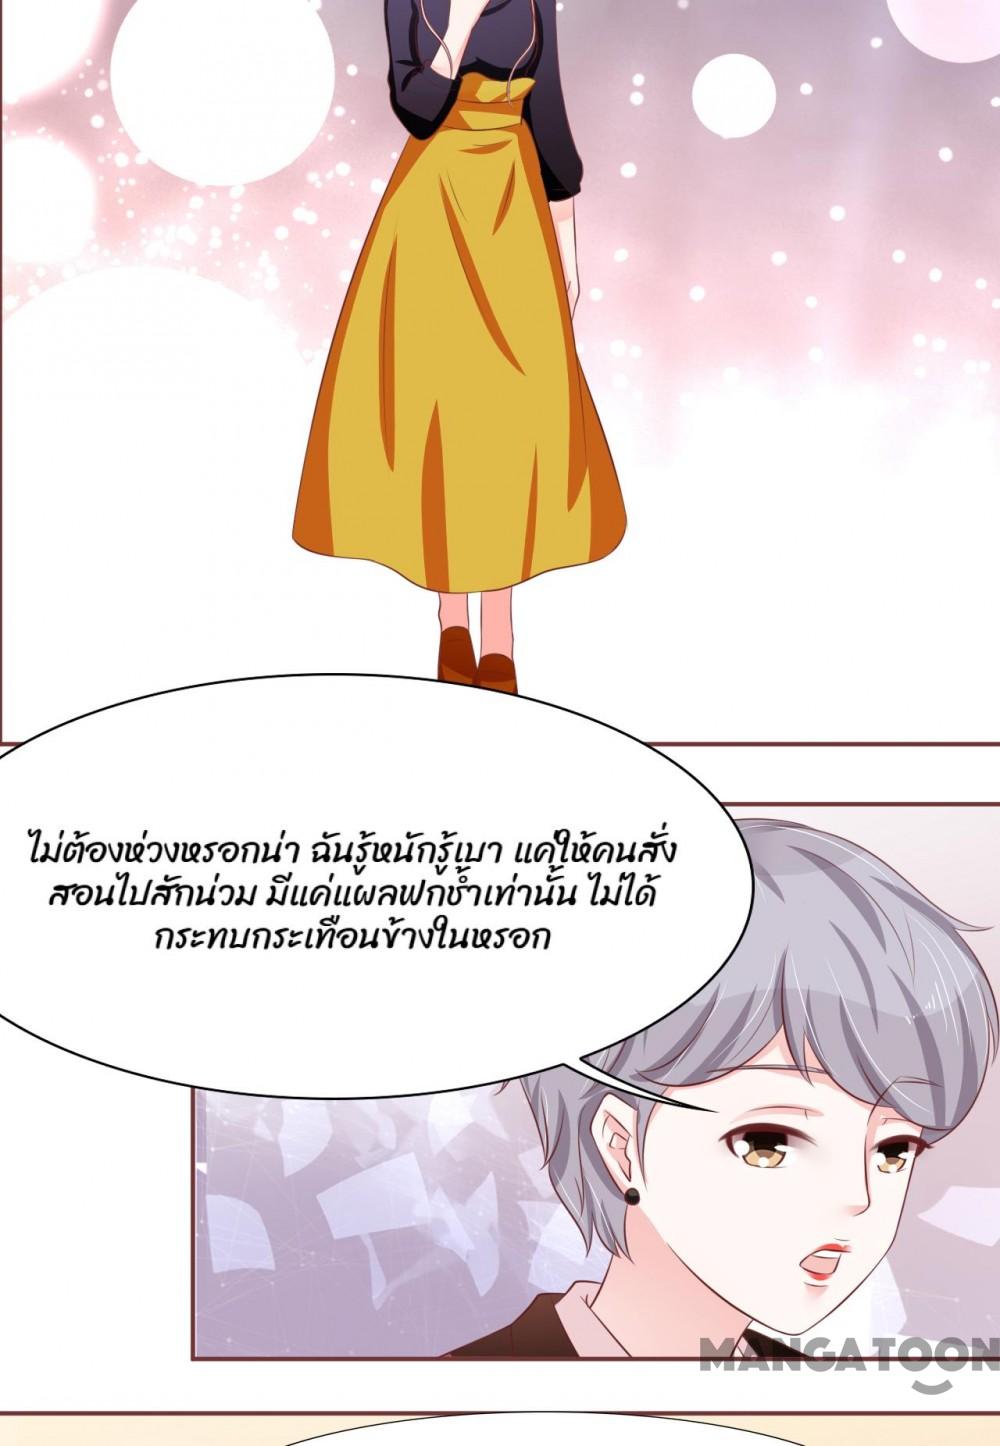 ไม่ต้องห่วงหรอกน่า ฉันรู้หนักรู้เบา แค่ให้คนสั่ง
สอนไปสักน่วม มีแค่แผลฟกช้ำเท่านั้น ไม่ได้
กระทบกระเทือนข้างในหรอก
MANGATOON